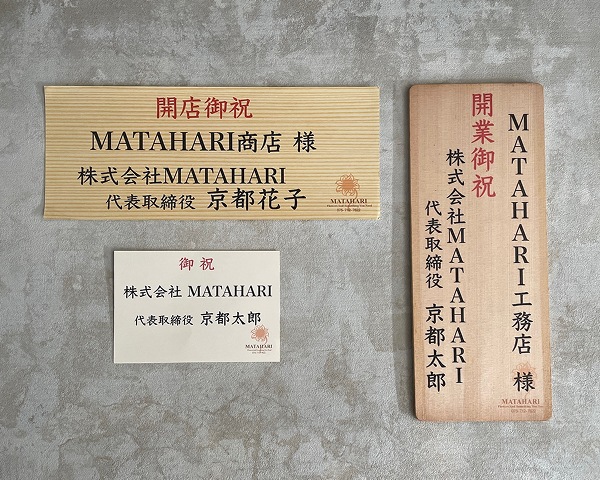 開店御祝
MATAHARI商店 様
株式会社MATAHARI
代表取締役 京都花子
MATAHARI
御祝
株式会社 MATAHARI
代表取締役 京都太郎
MATAHARI
MATAHARI工務店 様
開業御祝
株式会社MATAHARI
代表取締役 京都太郎
MATAHARI